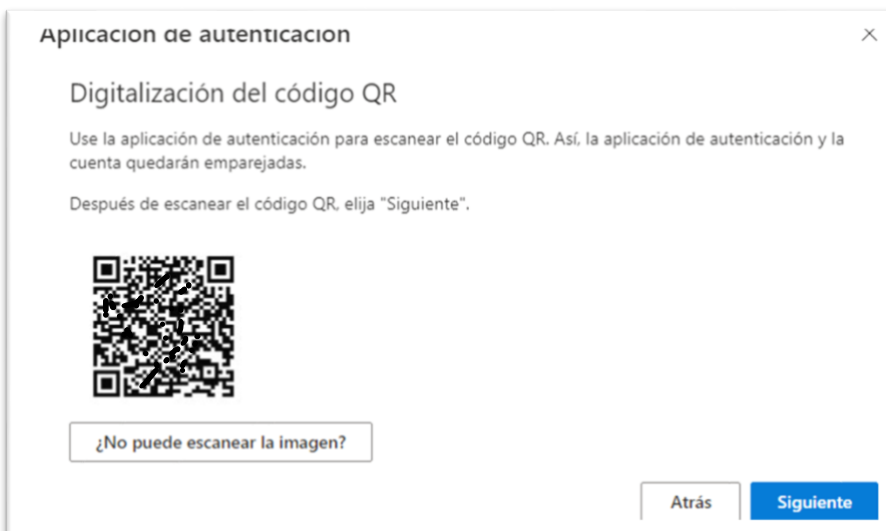 Aplicación de autenticación
Digitalización del código QR
Use la aplicación de autenticación para escanear el código QR. Así, la aplicación de autenticación y la
cuenta quedarán emparejadas.
Después de escanear el código QR, elija "Siguiente".
¿No puede escanear la imagen?
Atrás
Siguiente